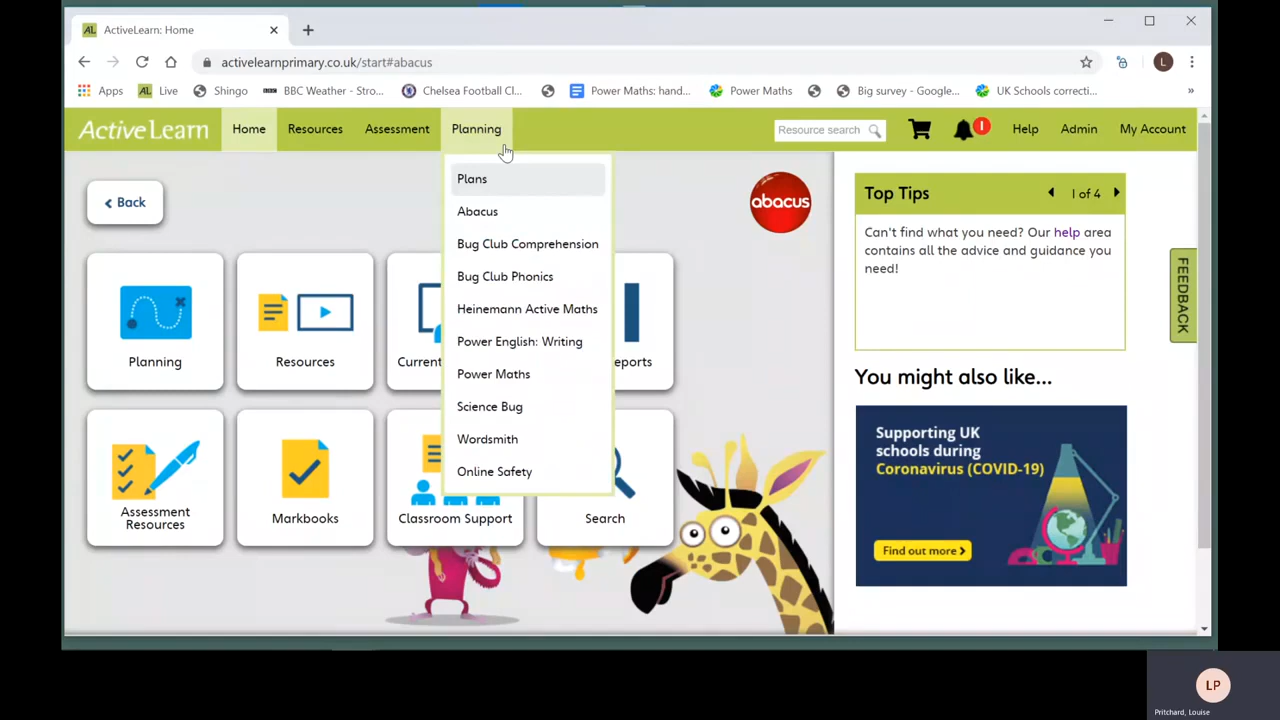 ActiveLearn: Home
activelearnprimary.co.uk/start#abacus
L
Apps
Live
Shingo
BBC Weather - Stro...
Chelsea Football Cl...
Power Maths: hand...
Power Maths
Big survey - Google...
UK Schools correcti...
»
ActiveLearn
Home
Resources
Assessment
Planning
Resource search
1
Help
Admin
My Account
Plans
Abacus
Bug Club Comprehension
Bug Club Phonics
Heinemann Active Maths
Power English: Writing
Power Maths
Science Bug
Wordsmith
Online Safety
Back
abacus
Planning
Resources
Curren
eports
Assessment
Resources
Markbooks
Classroom Support
Search
Top Tips
1 of 4
Can't find what you need? Our help area
contains all the advice and guidance you
need!
FEEDBACK
You might also like...
Supporting UK
schools during
Coronavirus (COVID-19)
Find out more
LP
Pritchard, Louise